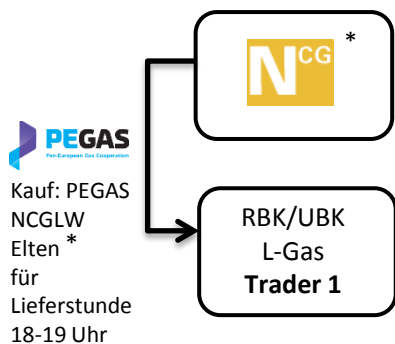 NCG *
PEGAS
Pan-European Gas Cooperation
Kauf: PEGAS
NCGLW
Elten *
für
Lieferstunde
18-19 Uhr
RBK/UBK
L-Gas
Trader 1